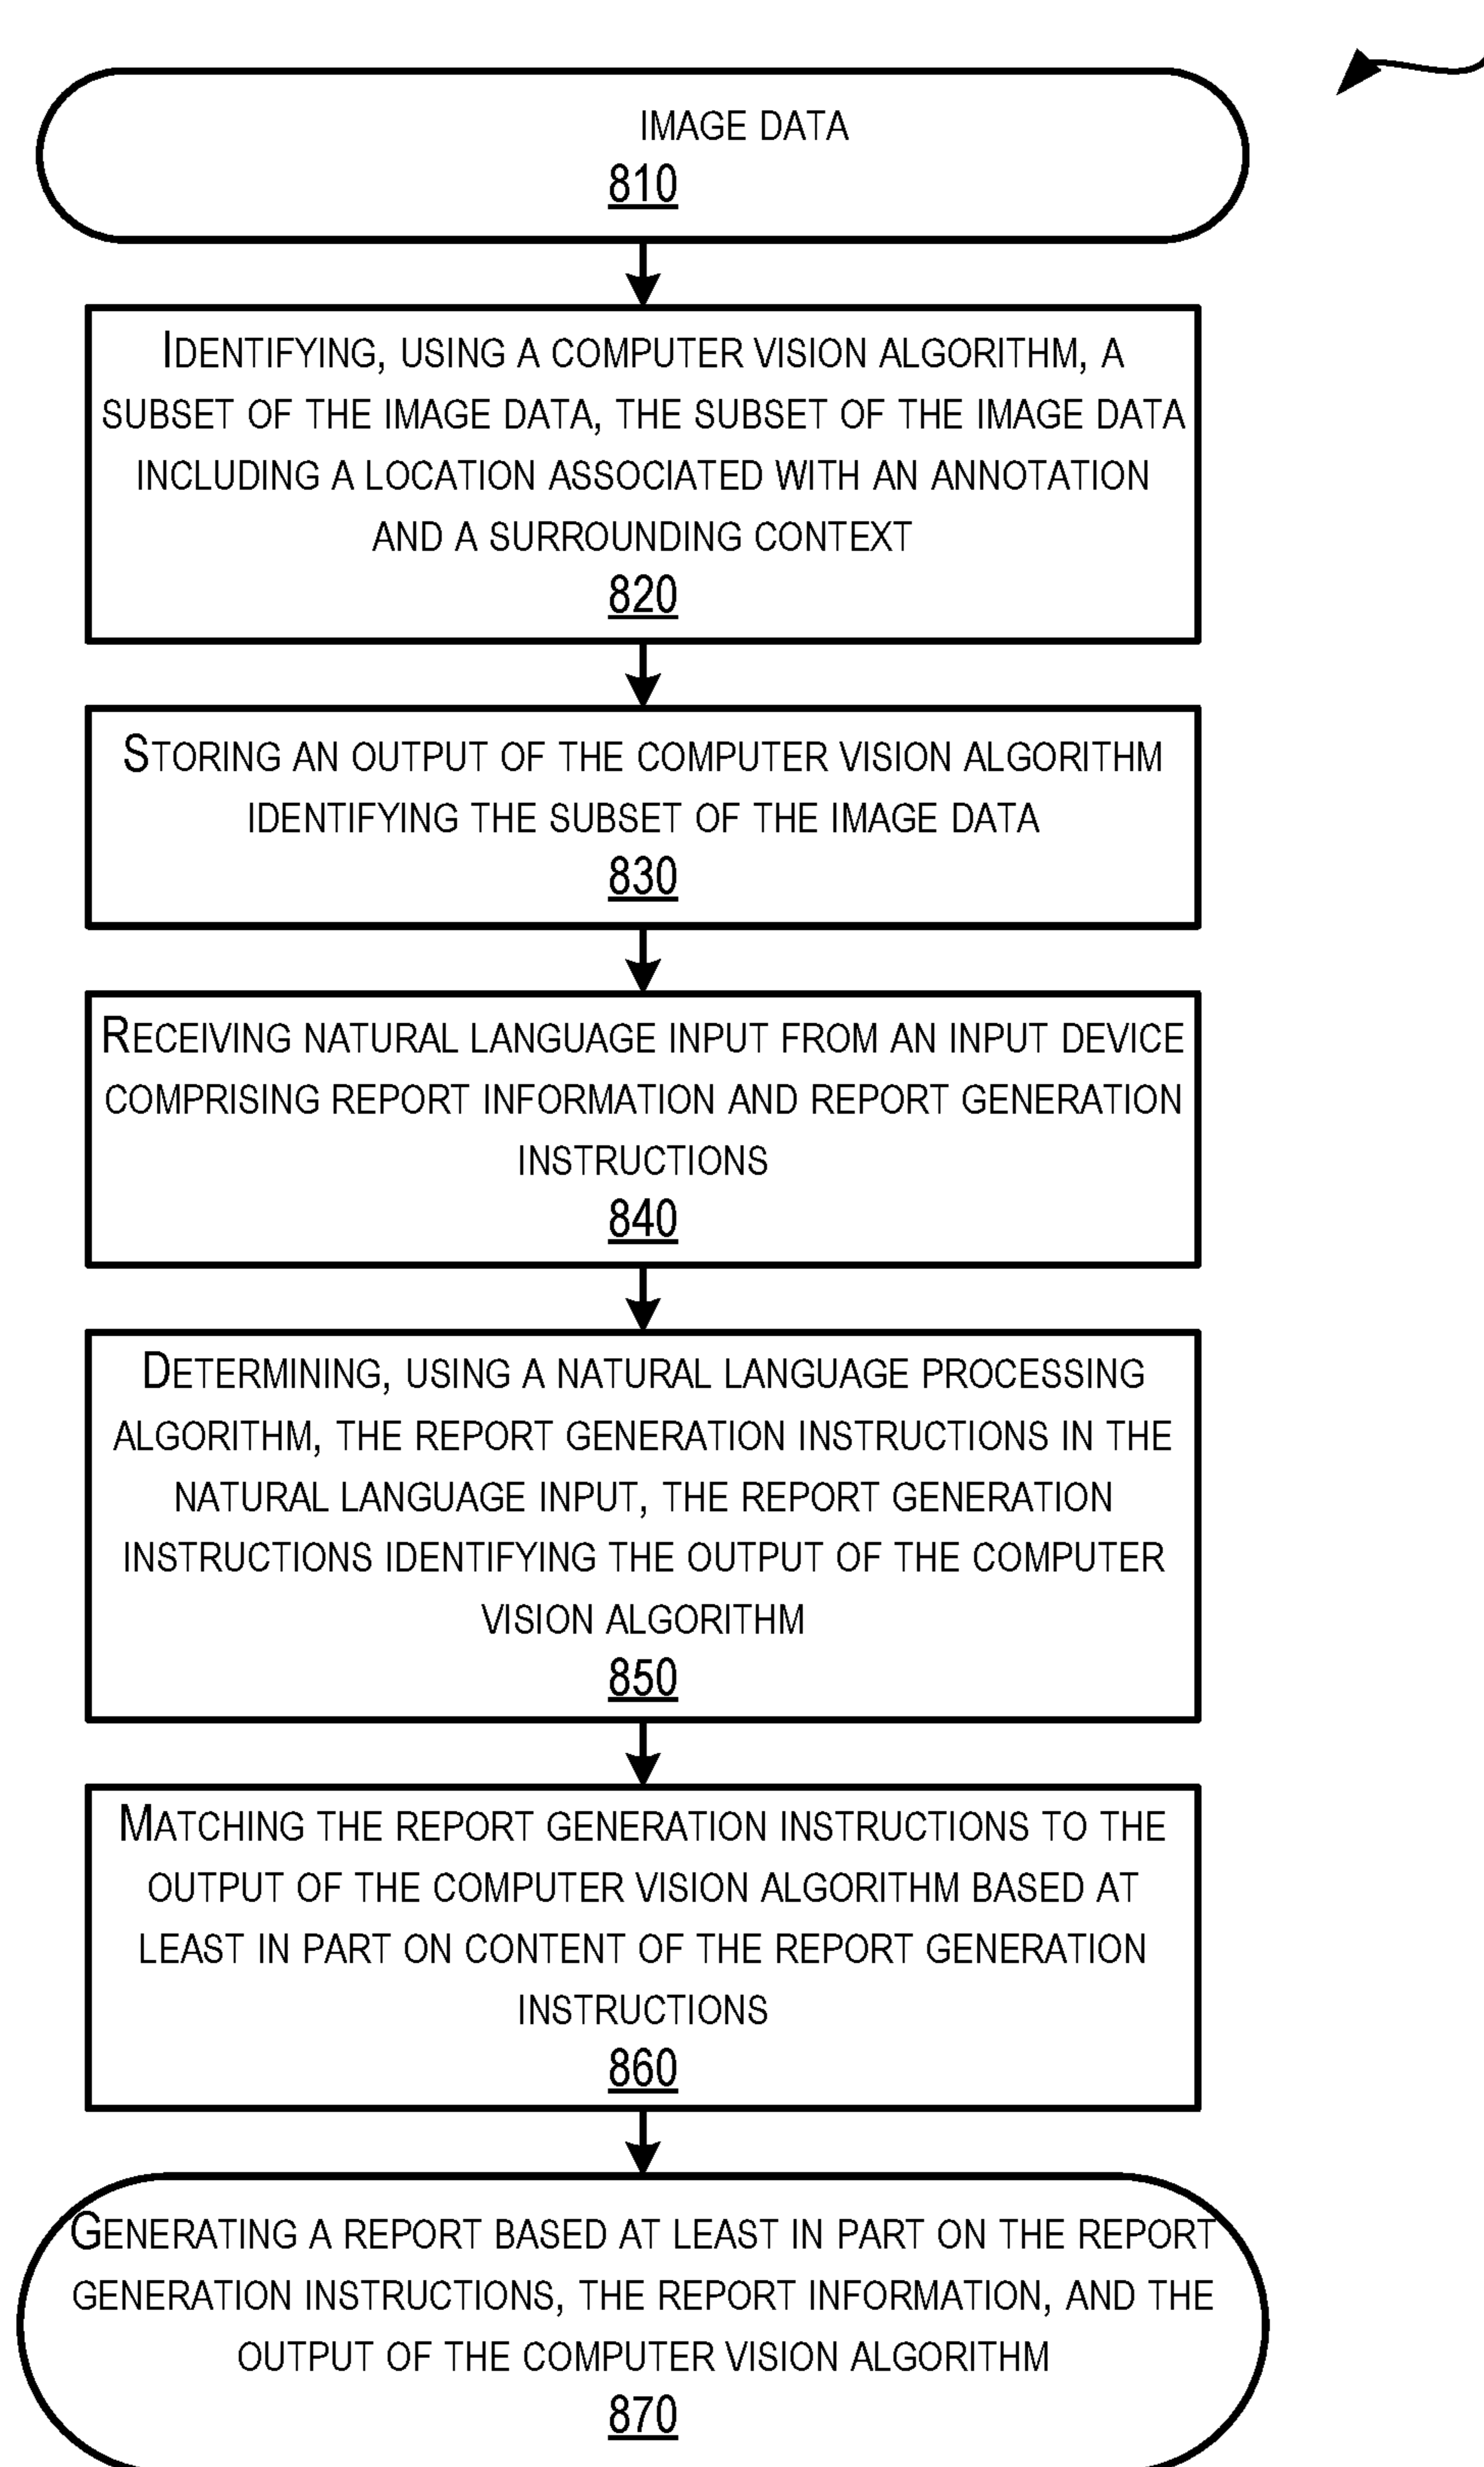 IMAGE DATA
810
IDENTIFYING, USING A COMPUTER VISION ALGORITHM, A
SUBSET OF THE IMAGE DATA, THE SUBSET OF THE IMAGE DATA
INCLUDING A LOCATION ASSOCIATED WITH AN ANNOTATION
AND A SURROUNDING CONTEXT
820
STORING AN OUTPUT OF THE COMPUTER VISION ALGORITHM
IDENTIFYING THE SUBSET OF THE IMAGE DATA
830
RECEIVING NATURAL LANGUAGE INPUT FROM AN INPUT DEVICE
COMPRISING REPORT INFORMATION AND REPORT GENERATION
INSTRUCTIONS
840
DETERMINING, USING A NATURAL LANGUAGE PROCESSING
ALGORITHM, THE REPORT GENERATION INSTRUCTIONS IN THE
NATURAL LANGUAGE INPUT, THE REPORT GENERATION
INSTRUCTIONS IDENTIFYING THE OUTPUT OF THE COMPUTER
VISION ALGORITHM
850
MATCHING THE REPORT GENERATION INSTRUCTIONS TO THE
OUTPUT OF THE COMPUTER VISION ALGORITHM BASED AT
LEAST IN PART ON CONTENT OF THE REPORT GENERATION
INSTRUCTIONS
860
GENERATING A REPORT BASED AT LEAST IN PART ON THE REPORT
GENERATION INSTRUCTIONS, THE REPORT INFORMATION, AND THE
OUTPUT OF THE COMPUTER VISION ALGORITHM
870